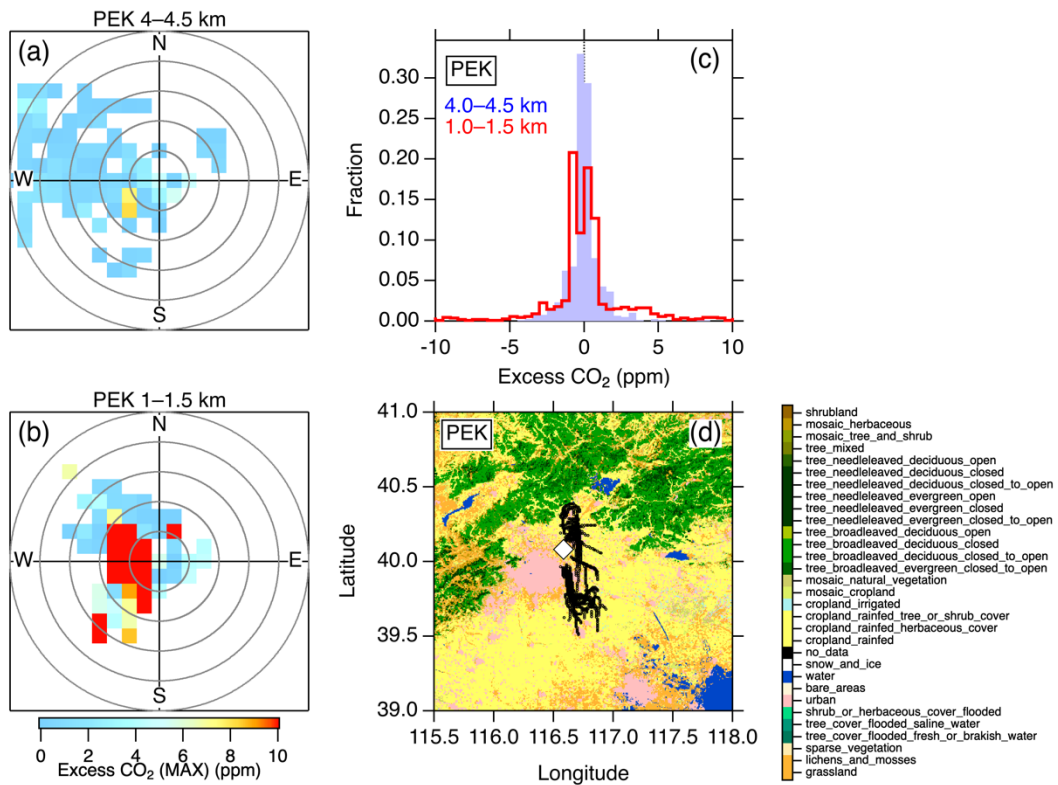 PEK 4–4.5 km
(a)
N
W
E
S
(c)
PEK
4.0–4.5 km
1.0–1.5 km
0.30
0.25
0.20
0.15
0.10
0.05
0.00
Fraction
-10
-5
0
5
10
Excess CO₂ (ppm)
PEK 1–1.5 km
(b)
N
W
E
S
0
2
4
6
8
10
Excess CO₂ (MAX) (ppm)
PEK
(d)
41.0
40.5
40.0
39.5
39.0
Latitude
115.5
116.0
116.5
117.0
117.5
118.0
Longitude
shrubland
mosaic_herbaceous
mosaic_tree_and_shrub
tree_mixed
tree_needleleaved_deciduous_open
tree_needleleaved_deciduous_closed
tree_needleleaved_deciduous_closed_to_open
tree_needleleaved_evergreen_open
tree_needleleaved_evergreen_closed
tree_needleleaved_evergreen_closed_to_open
tree_broadleaved_deciduous_open
tree_broadleaved_deciduous_closed
tree_broadleaved_deciduous_closed_to_open
tree_broadleaved_evergreen_closed_to_open
mosaic_natural_vegetation
mosaic_cropland
cropland_irrigated
cropland_rainfed_tree_or_shrub_cover
cropland_rainfed_herbaceous_cover
cropland_rainfed
no_data
snow_and_ice
water
bare_areas
urban
shrub_or_herbaceous_cover_flooded
tree_cover_flooded_saline_water
tree_cover_flooded_fresh_or_brakish_water
sparse_vegetation
lichens_and_mosses
grassland